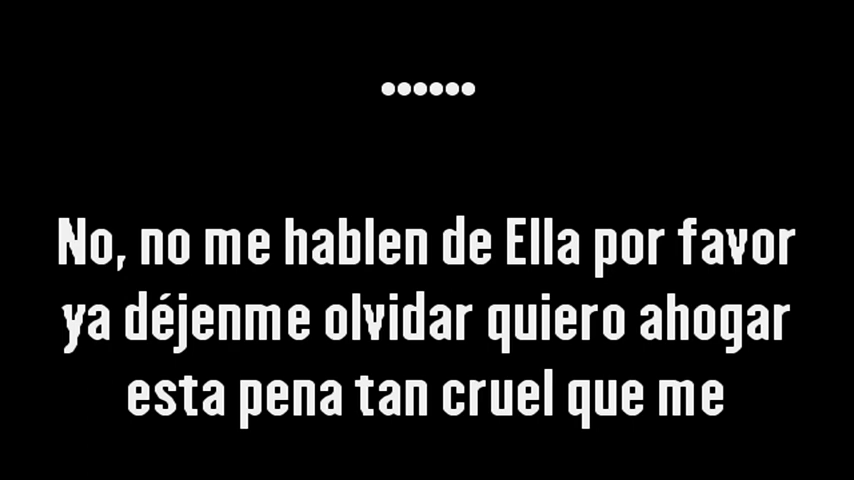 ••••••
No, no me hablen de Ella por favor
ya déjenme olvidar quiero ahogar
esta pena tan cruel que me